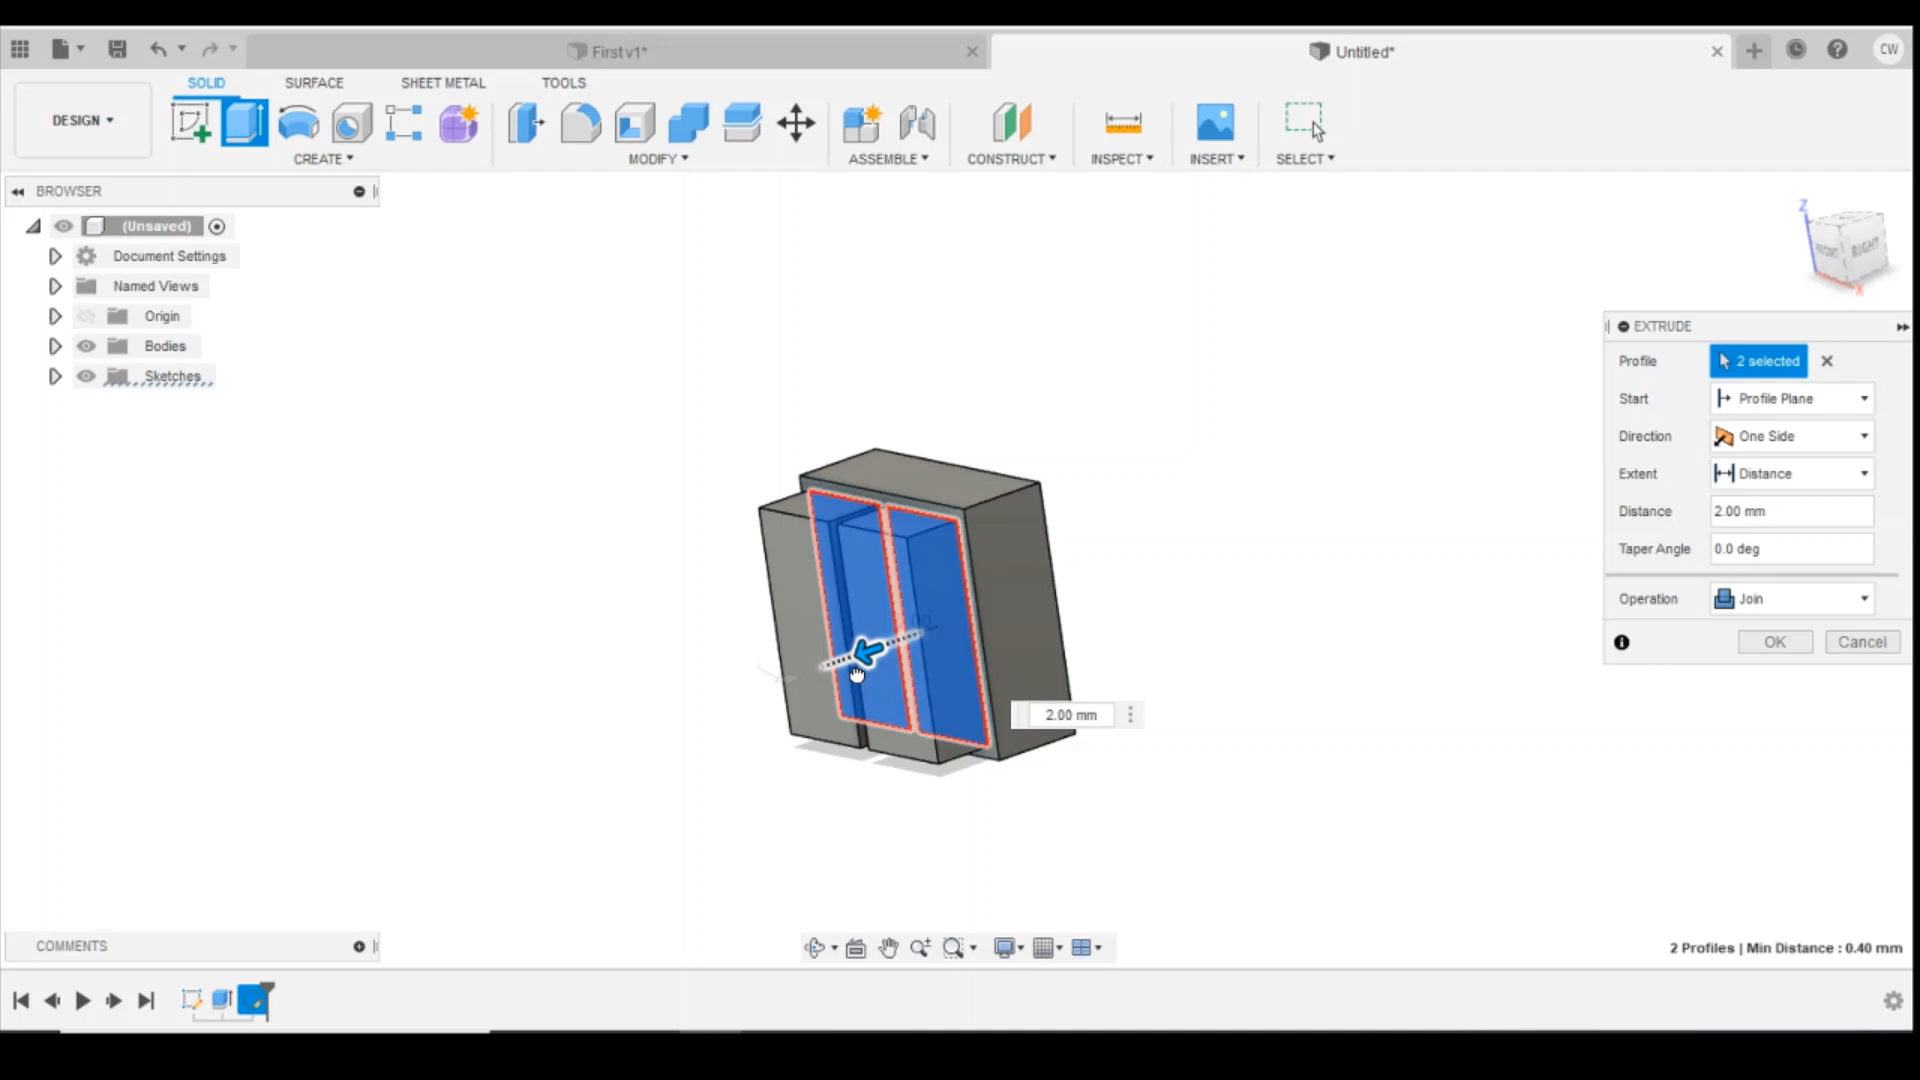 First v1*
Untitled*
CW
DESIGN
SOLID
SURFACE
SHEET METAL
TOOLS
CREATE
MODIFY
ASSEMBLE
CONSTRUCT
INSPECT
INSERT
SELECT
BROWSER
(Unsaved)
Document Settings
Named Views
Origin
Bodies
Sketches
Z
FRONT
RIGHT
X
EXTRUDE
Profile
2 selected
Start
Profile Plane
Direction
One Side
Extent
Distance
Distance
2.00 mm
Taper Angle
0.0 deg
Operation
Join
OK
Cancel
2.00 mm
COMMENTS
2 Profiles | Min Distance : 0.40 mm